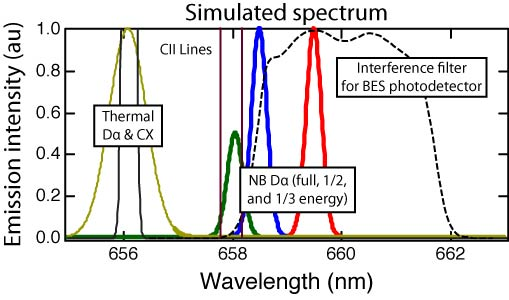 Simulated spectrum
Emission intensity (au)
1.0
0.8
0.6
0.4
0.2
0.0
CII Lines
Interference filter
for BES photodetector
Thermal
Dα & CX
NB Dα (full, 1/2,
and 1/3 energy)
656
658
660
662
Wavelength (nm)